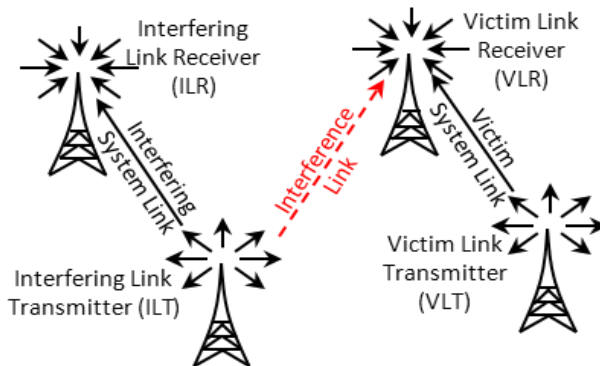 Interfering
Link Receiver
(ILR)
Victim Link
Receiver
(VLR)
Interfering
System Link
Interference
Link
Victim
System Link
Interfering Link
Transmitter (ILT)
Victim Link
Transmitter
(VLT)